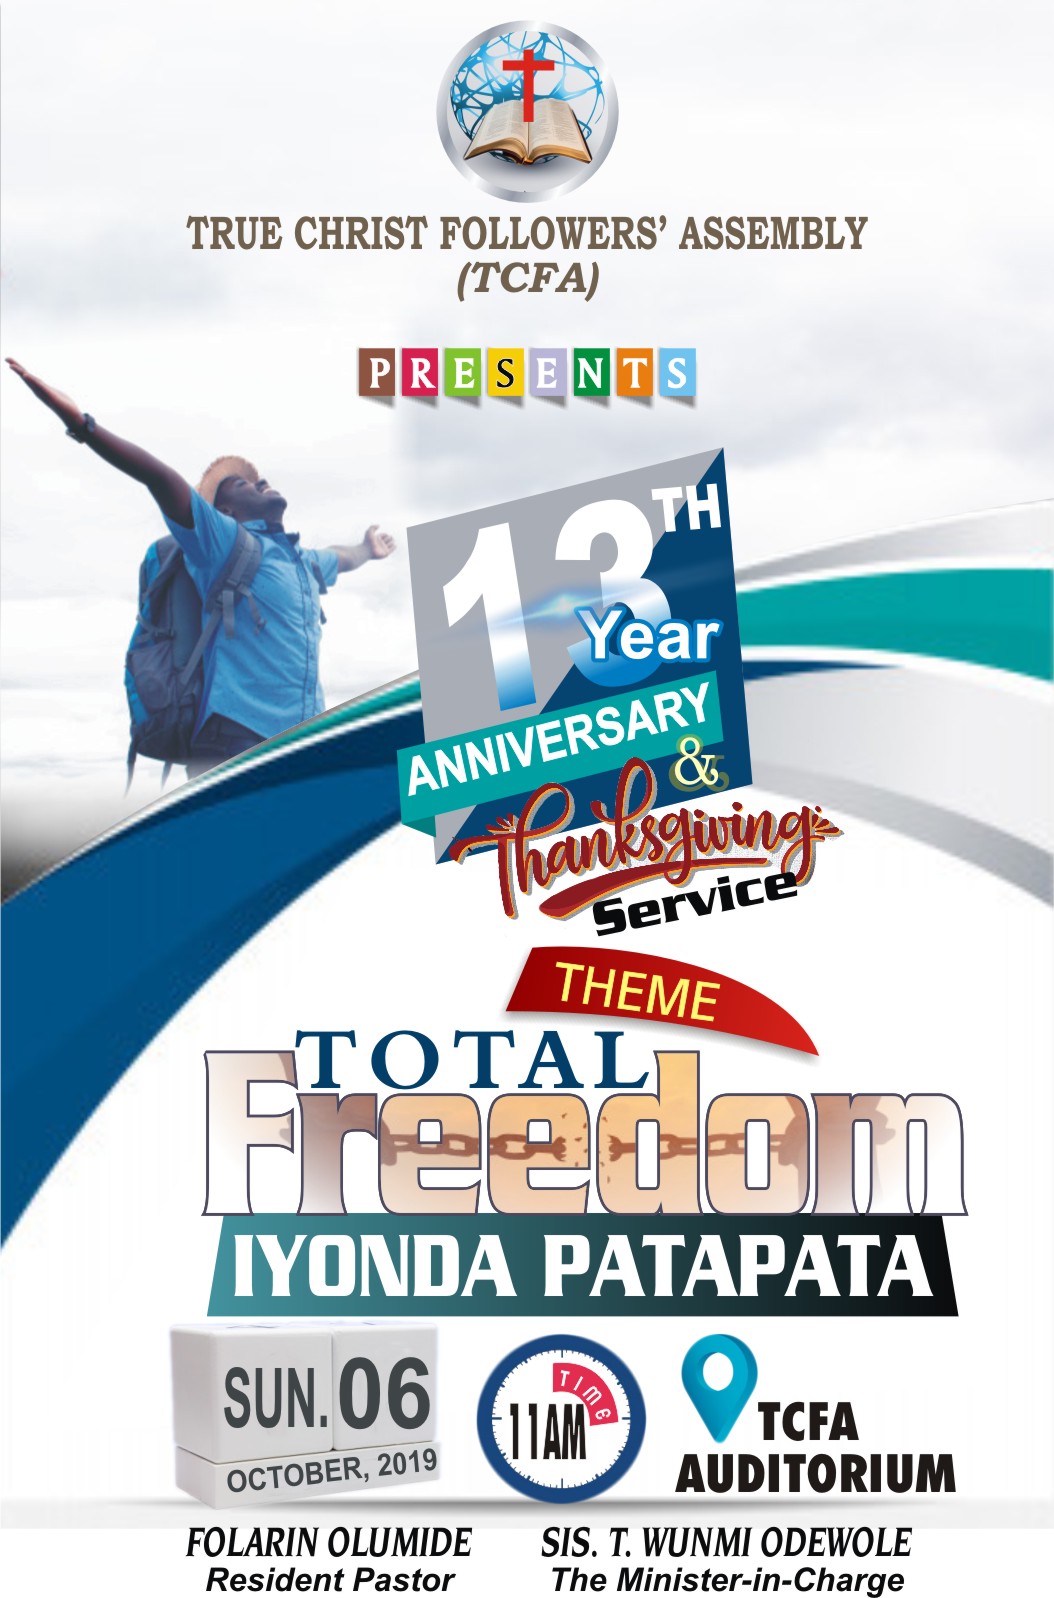 TRUE CHRIST FOLLOWERS' ASSEMBLY
(TCFA)
PRESENTS
13TH
Year
ANNIVERSARY
&
Thanksgiving
Service
THEME
TOTAL
Freedom
IYONDA PATAPATA
SUN. 06
OCTOBER, 2019
TIME
11AM
TCFA
AUDITORIUM
FOLARIN OLUMIDE
Resident Pastor
SIS. T. WUNMI ODEWOLE
The Minister-in-Charge